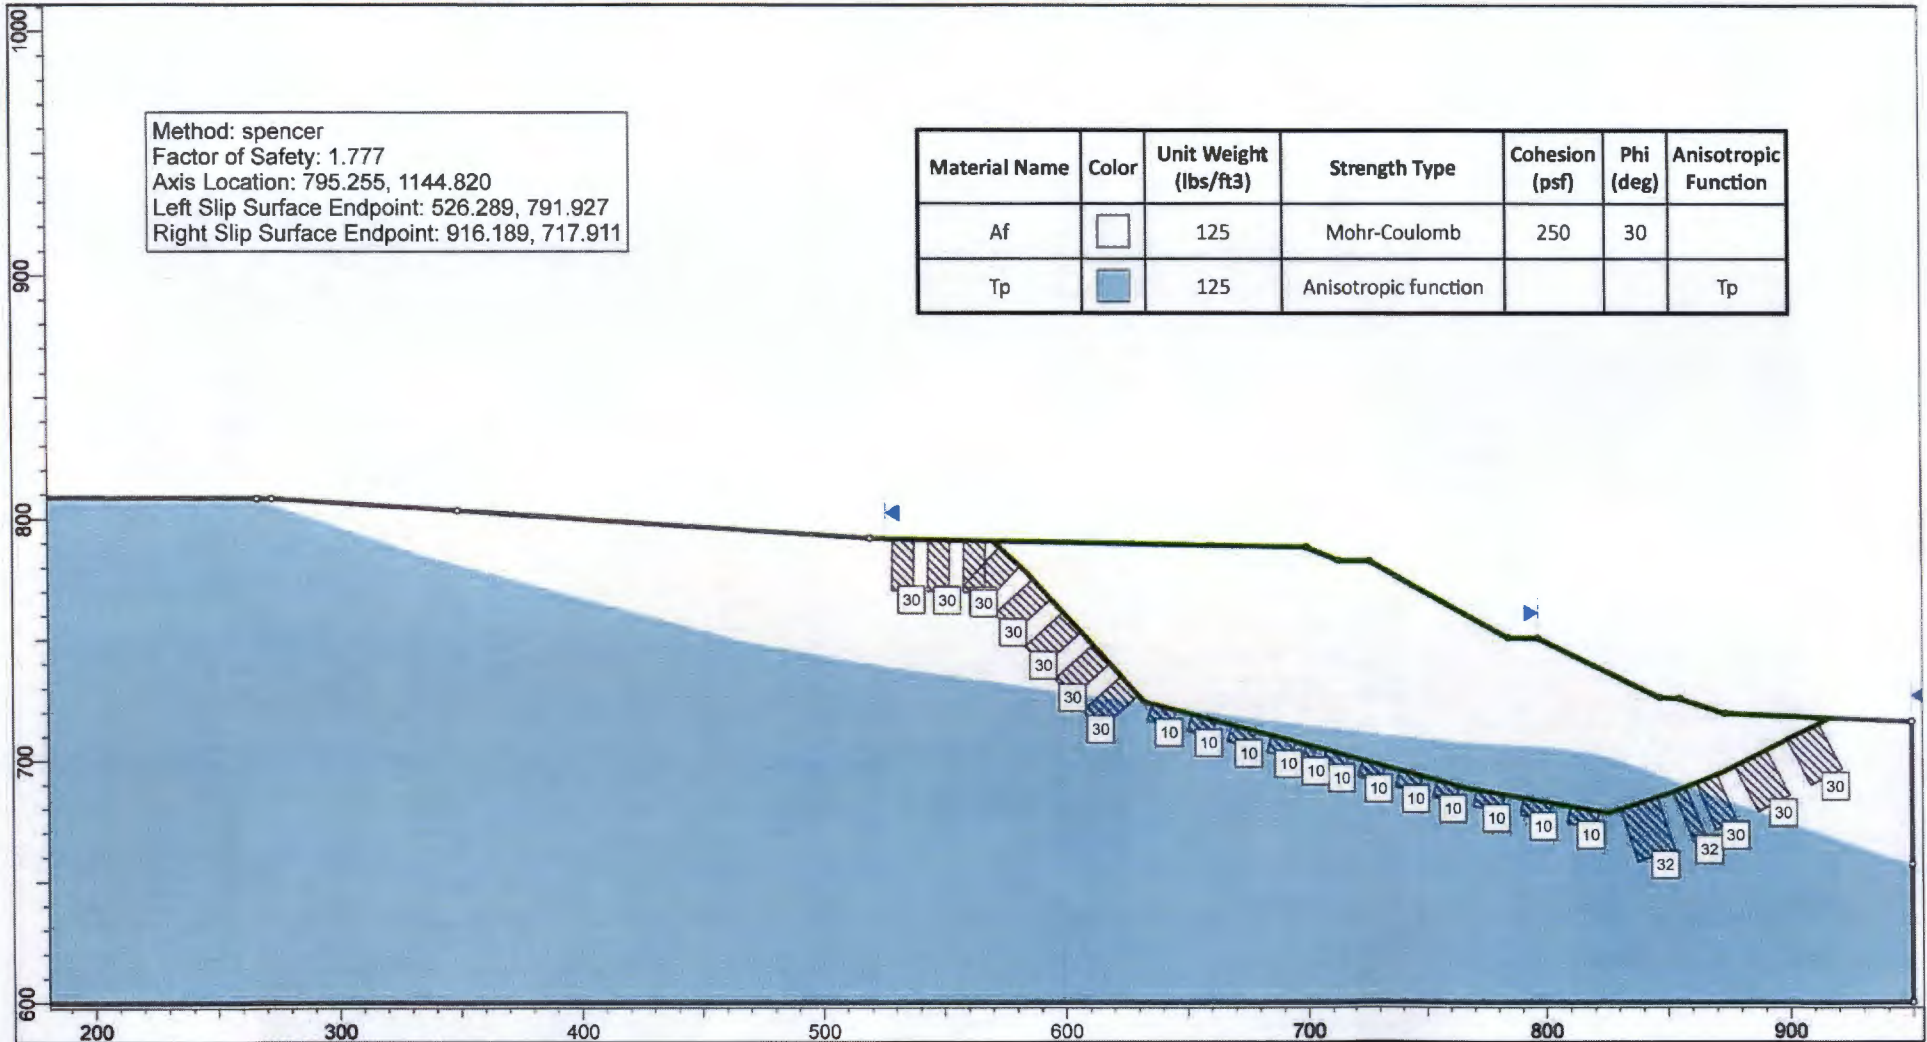 1000
900
800
700
600
Method: spencer
Factor of Safety: 1.777
Axis Location: 795.255, 1144.820
Left Slip Surface Endpoint: 526.289, 791.927
Right Slip Surface Endpoint: 916.189, 717.911
Material Name Color Unit Weight (lbs/ft3) Strength Type Cohesion (psf) Phi (deg) Anisotropic Function
Af 125 Mohr-Coulomb 250 30
Tp 125 Anisotropic function Tp
30 30 30
30
30
30
30
10 10 10 10 10 10 10 10 10 10 10 10
32 32 30 30 30
200 300 400 500 600 700 800 900